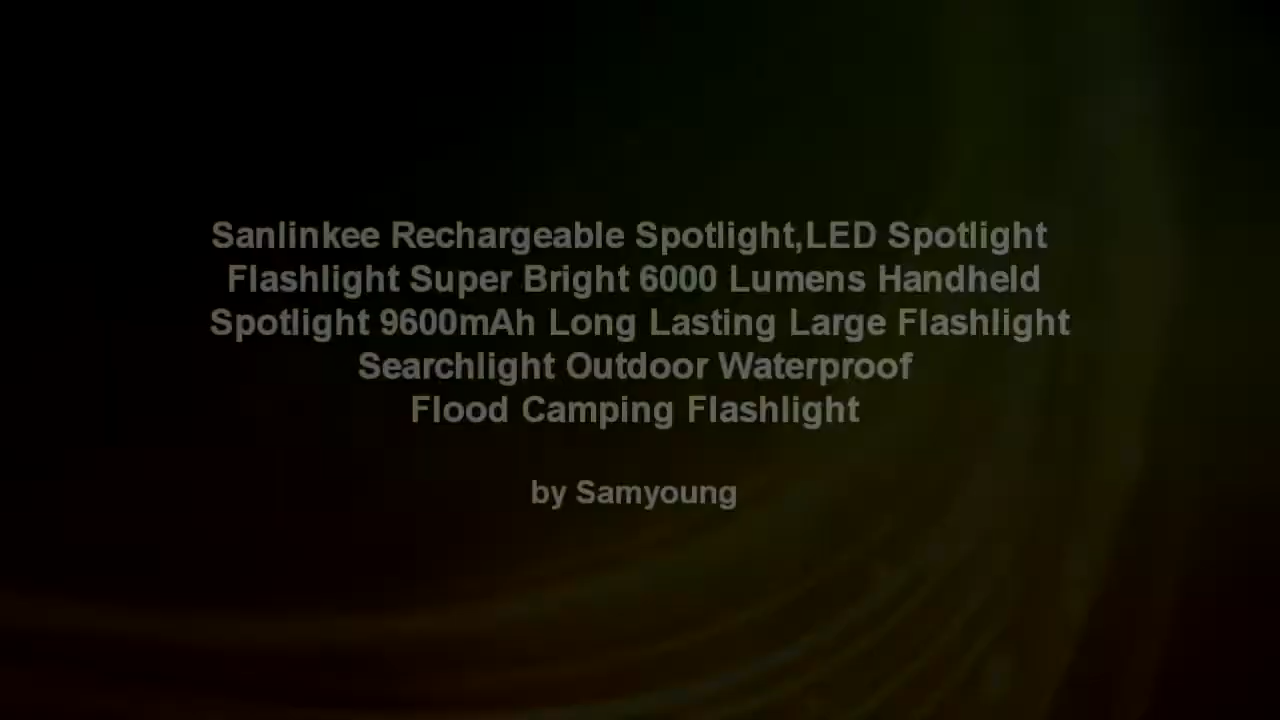 Sanlinkee Rechargeable Spotlight,LED Spotlight
Flashlight Super Bright 6000 Lumens Handheld
Spotlight 9600mAh Long Lasting Large Flashlight
Searchlight Outdoor Waterproof
Flood Camping Flashlight
by Samyoung